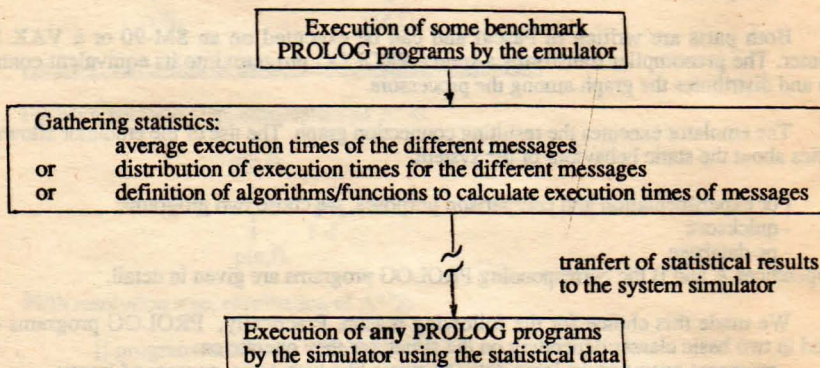 Execution of some benchmark
PROLOG programs by the emulator
Gathering statistics:
average execution times of the different messages
or distribution of execution times for the different messages
or definition of algorithms/functions to calculate execution times of messages
tranfert of statistical results
to the system simulator
Execution of any PROLOG programs
by the simulator using the statistical data